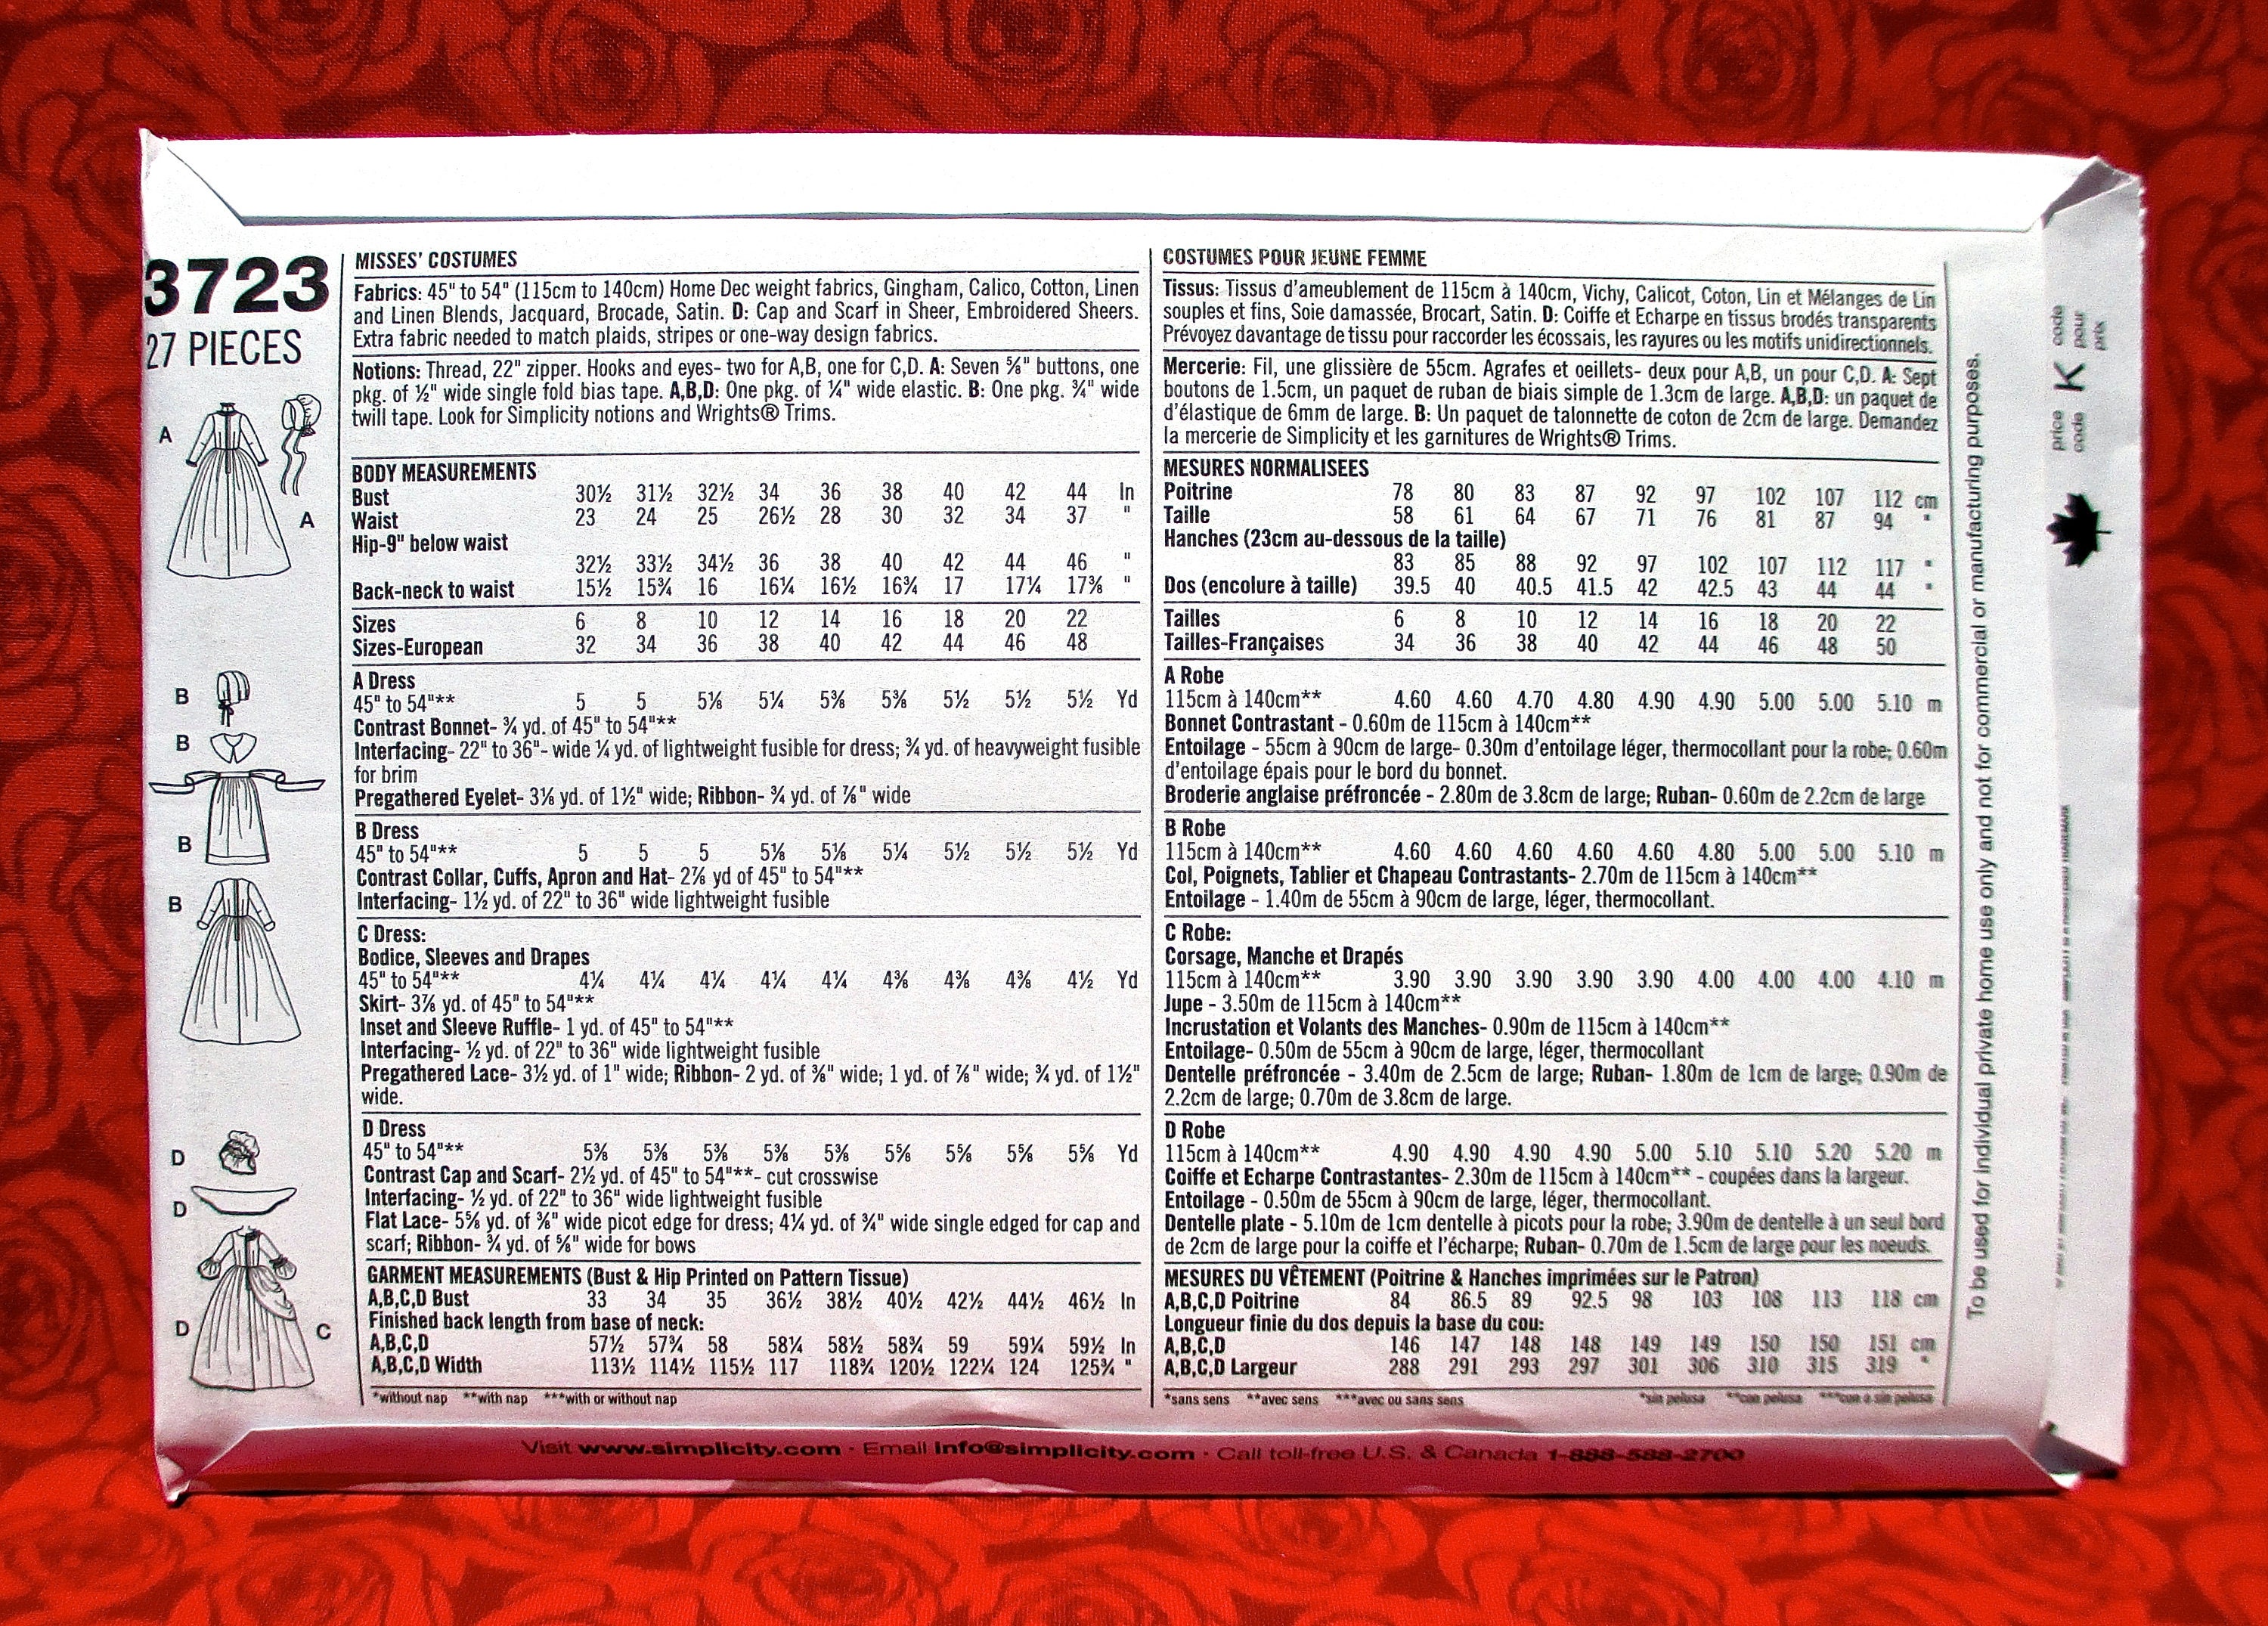 3723
27 PIECES
A
A
B
B
B
B
D
D
D
C
MISSES' COSTUMES
Fabrics: 45" to 54" (115cm to 140cm) Home Dec weight fabrics, Gingham, Calico, Cotton, Linen
and Linen Blends, Jacquard, Brocade, Satin. D: Cap and Scarf in Sheer, Embroidered Sheers.
Extra fabric needed to match plaids, stripes or one-way design fabrics.
Notions: Thread, 22" zipper. Hooks and eyes- two for A,B, one for C,D. A: Seven ⅝" buttons, one
pkg. of ½" wide single fold bias tape. A,B,D: One pkg. of ¼" wide elastic. B: One pkg. ¾" wide
twill tape. Look for Simplicity notions and Wrights® Trims.
BODY MEASUREMENTS
Bust 30½ 31½ 32½ 34 36 38 40 42 44 In
Waist 23 24 25 26½ 28 30 32 34 37 "
Hip-9" below waist
32½ 33½ 34½ 36 38 40 42 44 46 "
Back-neck to waist 15½ 15¾ 16 16¼ 16½ 16¾ 17 17¼ 17⅜ "
Sizes 6 8 10 12 14 16 18 20 22
Sizes-European 32 34 36 38 40 42 44 46 48
A Dress
45" to 54"** 5 5 5⅛ 5¼ 5⅜ 5⅜ 5½ 5½ 5½ Yd
Contrast Bonnet- ¾ yd. of 45" to 54"**
Interfacing- 22" to 36"- wide ¼ yd. of lightweight fusible for dress; ¾ yd. of heavyweight fusible
for brim
Pregathered Eyelet- 3⅛ yd. of 1½" wide; Ribbon- ¾ yd. of ⅞" wide
B Dress
45" to 54"** 5 5 5 5⅛ 5⅛ 5¼ 5½ 5½ 5½ Yd
Contrast Collar, Cuffs, Apron and Hat- 2⅞ yd of 45" to 54"**
Interfacing- 1½ yd. of 22" to 36" wide lightweight fusible
C Dress:
Bodice, Sleeves and Drapes
45" to 54"** 4¼ 4¼ 4¼ 4¼ 4¼ 4⅜ 4⅜ 4⅜ 4½ Yd
Skirt- 3⅞ yd. of 45" to 54"**
Inset and Sleeve Ruffle- 1 yd. of 45" to 54"**
Interfacing- ½ yd. of 22" to 36" wide lightweight fusible
Pregathered Lace- 3½ yd. of 1" wide; Ribbon- 2 yd. of ⅜" wide; 1 yd. of ⅞" wide; ¾ yd. of 1½"
wide.
D Dress
45" to 54"** 5⅜ 5⅜ 5⅜ 5⅜ 5⅜ 5⅝ 5⅝ 5⅝ 5⅝ Yd
Contrast Cap and Scarf- 2½ yd. of 45" to 54"**- cut crosswise
Interfacing- ½ yd. of 22" to 36" wide lightweight fusible
Flat Lace- 5⅝ yd. of ⅜" wide picot edge for dress; 4¼ yd. of ¾" wide single edged for cap and
scarf; Ribbon- ¾ yd. of ⅝" wide for bows
GARMENT MEASUREMENTS (Bust & Hip Printed on Pattern Tissue)
A,B,C,D Bust 33 34 35 36½ 38½ 40½ 42½ 44½ 46½ In
Finished back length from base of neck:
A,B,C,D 57½ 57¾ 58 58¼ 58½ 58¾ 59 59¼ 59½ In
A,B,C,D Width 113½ 114½ 115½ 117 118¾ 120½ 122¼ 124 125¾ "
*without nap **with nap ***with or without nap
COSTUMES POUR JEUNE FEMME
Tissus: Tissus d'ameublement de 115cm à 140cm, Vichy, Calicot, Coton, Lin et Mélanges de Lin
souples et fins, Soie damassée, Brocart, Satin. D: Coiffe et Echarpe en tissus brodés transparents
Prévoyez davantage de tissu pour raccorder les écossais, les rayures ou les motifs unidirectionnels.
Mercerie: Fil, une glissière de 55cm. Agrafes et oeillets- deux pour A,B, un pour C,D. A: Sept
boutons de 1.5cm, un paquet de ruban de biais simple de 1.3cm de large. A,B,D: un paquet de
d'élastique de 6mm de large. B: Un paquet de talonnette de coton de 2cm de large. Demandez
la mercerie de Simplicity et les garnitures de Wrights® Trims.
MESURES NORMALISEES
Poitrine 78 80 83 87 92 97 102 107 112 cm
Taille 58 61 64 67 71 76 81 87 94 "
Hanches (23cm au-dessous de la taille)
83 85 88 92 97 102 107 112 117 "
Dos (encolure à taille) 39.5 40 40.5 41.5 42 42.5 43 44 44 "
Tailles 6 8 10 12 14 16 18 20 22
Tailles-Françaises 34 36 38 40 42 44 46 48 50
A Robe
115cm à 140cm** 4.60 4.60 4.70 4.80 4.90 4.90 5.00 5.00 5.10 m
Bonnet Contrastant - 0.60m de 115cm à 140cm**
Entoilage - 55cm à 90cm de large- 0.30m d'entoilage léger, thermocollant pour la robe; 0.60m
d'entoilage épais pour le bord du bonnet.
Broderie anglaise préfroncée - 2.80m de 3.8cm de large; Ruban- 0.60m de 2.2cm de large
B Robe
115cm à 140cm** 4.60 4.60 4.60 4.60 4.60 4.80 5.00 5.00 5.10 m
Col, Poignets, Tablier et Chapeau Contrastants- 2.70m de 115cm à 140cm**
Entoilage - 1.40m de 55cm à 90cm de large, léger, thermocollant.
C Robe:
Corsage, Manche et Drapés
115cm à 140cm** 3.90 3.90 3.90 3.90 3.90 4.00 4.00 4.00 4.10 m
Jupe - 3.50m de 115cm à 140cm**
Incrustation et Volants des Manches- 0.90m de 115cm à 140cm**
Entoilage- 0.50m de 55cm à 90cm de large, léger, thermocollant
Dentelle préfroncée - 3.40m de 2.5cm de large; Ruban- 1.80m de 1cm de large; 0.90m de
2.2cm de large; 0.70m de 3.8cm de large.
D Robe
115cm à 140cm** 4.90 4.90 4.90 4.90 5.00 5.10 5.10 5.20 5.20 m
Coiffe et Echarpe Contrastantes- 2.30m de 115cm à 140cm** - coupées dans la largeur.
Entoilage - 0.50m de 55cm à 90cm de large, léger, thermocollant.
Dentelle plate - 5.10m de 1cm dentelle à picots pour la robe; 3.90m de dentelle à un seul bord
de 2cm de large pour la coiffe et l'écharpe; Ruban- 0.70m de 1.5cm de large pour les noeuds.
MESURES DU VÊTEMENT (Poitrine & Hanches imprimées sur le Patron)
A,B,C,D Poitrine 84 86.5 89 92.5 98 103 108 113 118 cm
Longueur finie du dos depuis la base du cou:
A,B,C,D 146 147 148 148 149 149 150 150 151 cm
A,B,C,D Largeur 288 291 293 297 301 306 310 315 319 "
*sans sens **avec sens ***avec ou sans sens *sin pelusa **con pelusa ***con o sin pelusa
To be used for individual private home use only and not for commercial or manufacturing purposes.
price code K code pour prix
Visit www.simplicity.com · Email info@simplicity.com · Call toll-free U.S. & Canada 1-888-588-2700